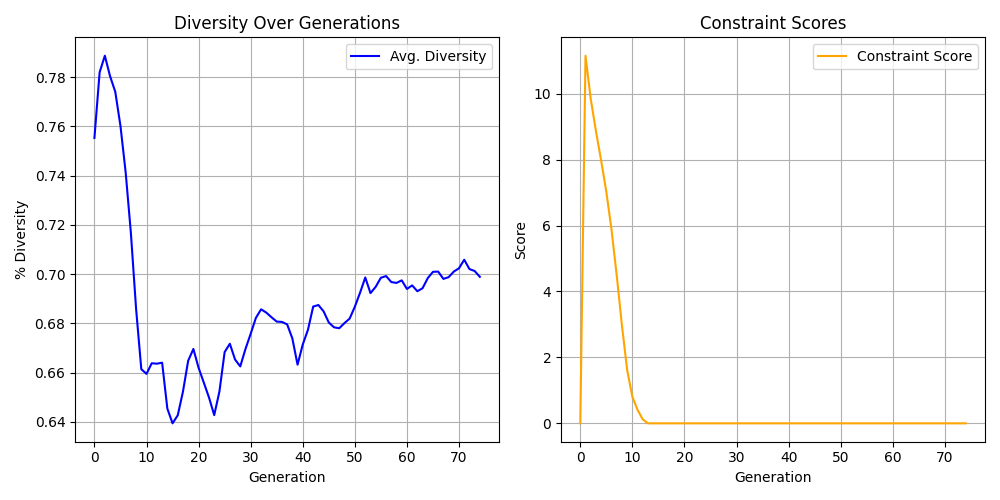 Diversity Over Generations
Avg. Diversity
% Diversity
0.78
0.76
0.74
0.72
0.70
0.68
0.66
0.64
0 10 20 30 40 50 60 70
Generation
Constraint Scores
Constraint Score
Score
10
8
6
4
2
0
0 10 20 30 40 50 60 70
Generation